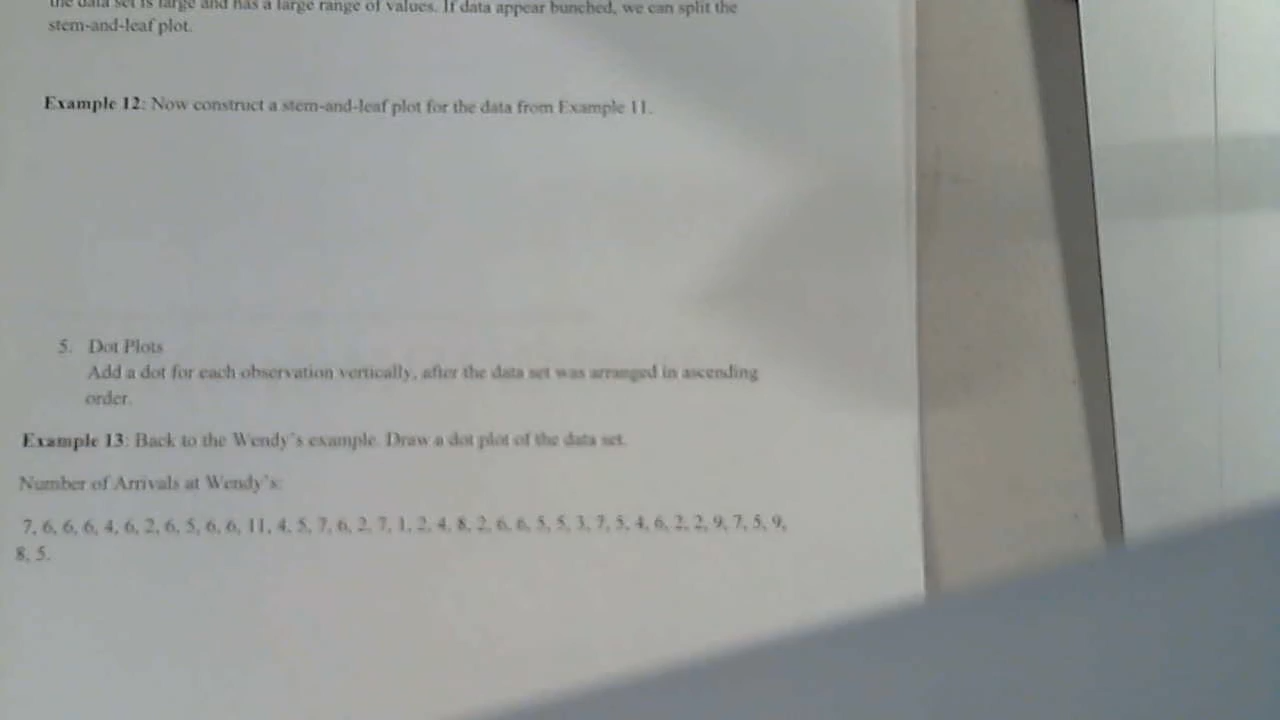 the data set is large and has a large range of values. If data appear bunched, we can split the
stem-and-leaf plot.
Example 12: Now construct a stem-and-leaf plot for the data from Example 11.
5. Dot Plots
Add a dot for each observation vertically, after the data set was arranged in ascending
order.
Example 13: Back to the Wendy's example. Draw a dot plot of the data set.
Number of Arrivals at Wendy's:
7, 6, 6, 6, 4, 6, 2, 6, 5, 6, 6, 11, 4, 5, 7, 6, 2, 7, 1, 2, 4, 8, 2, 6, 6, 5, 5, 3, 7, 5, 4, 6, 2, 2, 9, 7, 5, 9,
8, 5.